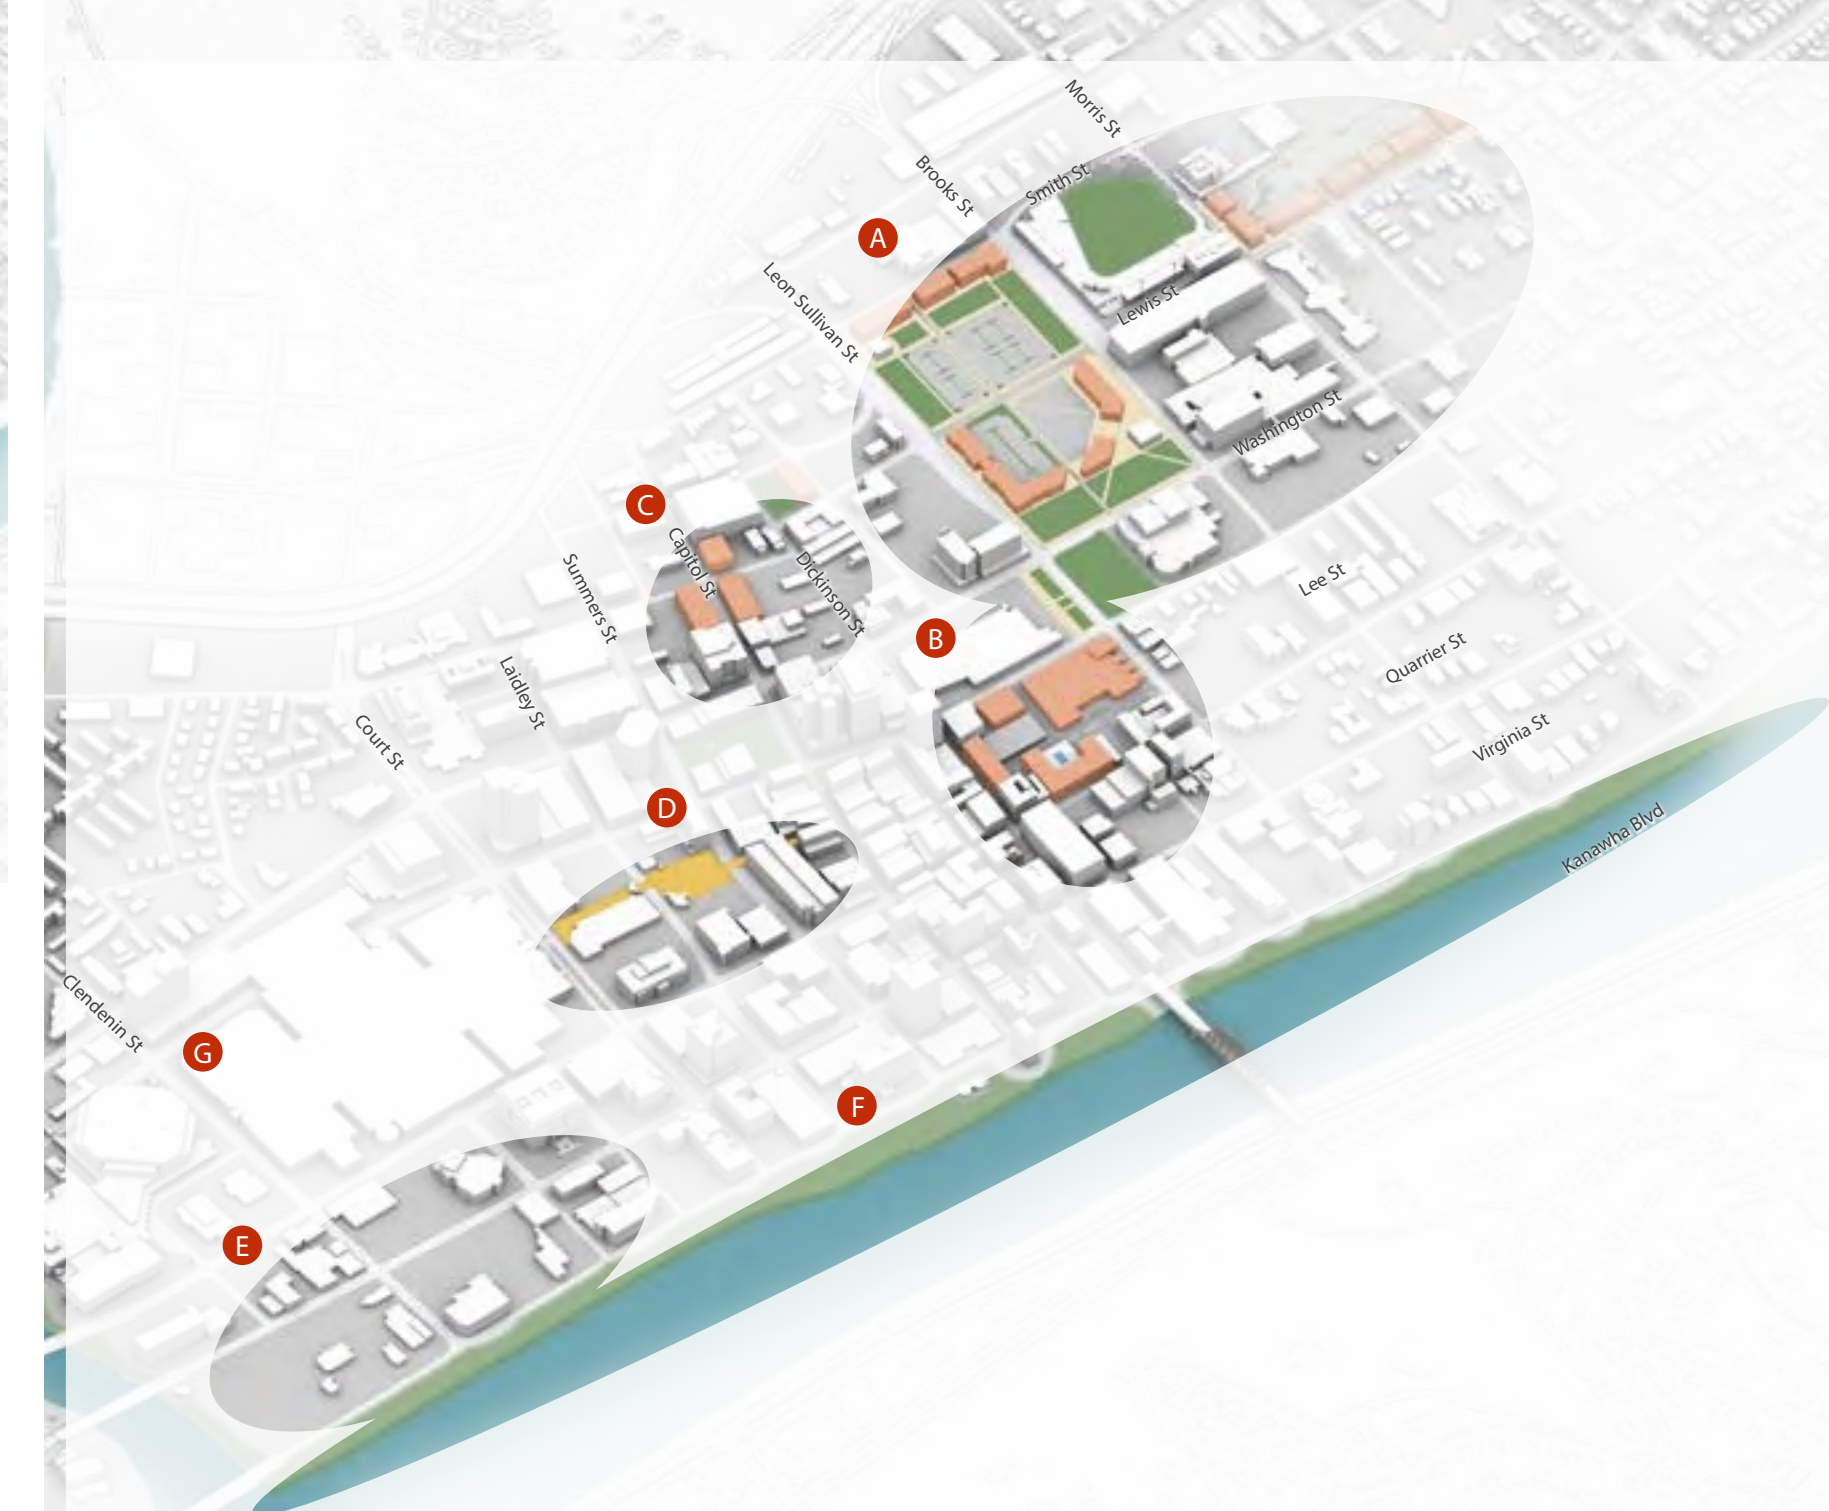 Morris St
Brooks St
Smith St
A
Leon Sullivan St
Lewis St
Washington St
C
Capitol St
Dickinson St
Summers St
Lee St
B
Quarrier St
Laidley St
Court St
Virginia St
D
Kanawha Blvd
Clendenin St
G
F
E